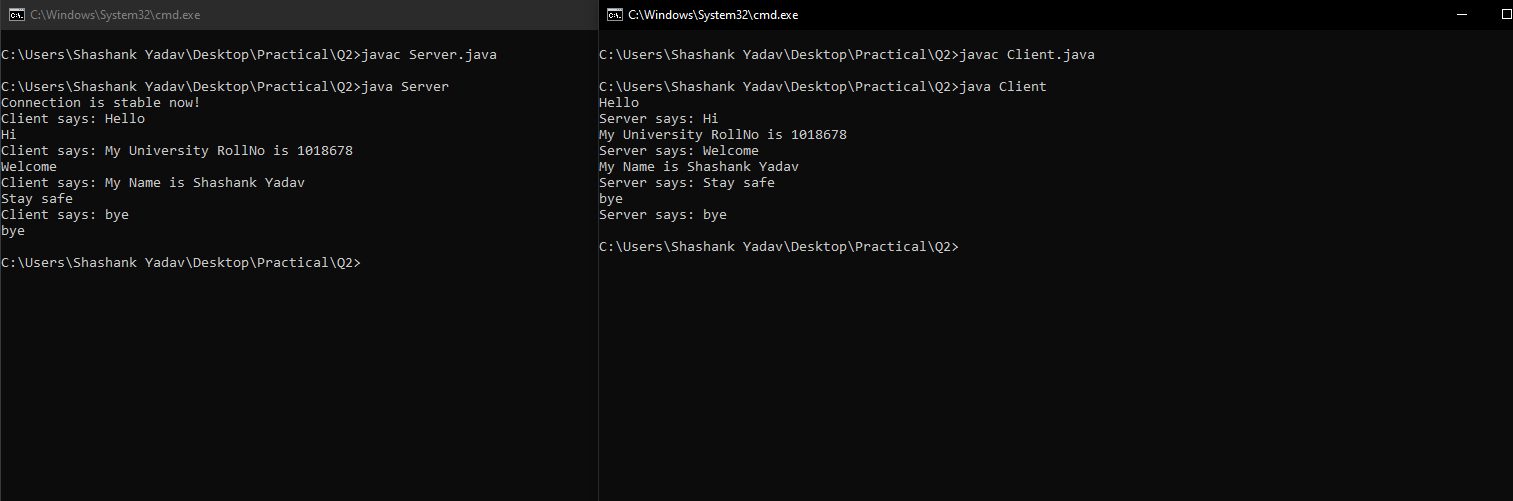 C:\Windows\System32\cmd.exe
C:\Users\Shashank Yadav\Desktop\Practical\Q2>javac Server.java
C:\Users\Shashank Yadav\Desktop\Practical\Q2>java Server
Connection is stable now!
Client says: Hello
Hi
Client says: My University RollNo is 1018678
Welcome
Client says: My Name is Shashank Yadav
Stay safe
Client says: bye
bye
C:\Users\Shashank Yadav\Desktop\Practical\Q2>
C:\Windows\System32\cmd.exe
C:\Users\Shashank Yadav\Desktop\Practical\Q2>javac Client.java
C:\Users\Shashank Yadav\Desktop\Practical\Q2>java Client
Hello
Server says: Hi
My University RollNo is 1018678
Server says: Welcome
My Name is Shashank Yadav
Server says: Stay safe
bye
Server says: bye
C:\Users\Shashank Yadav\Desktop\Practical\Q2>